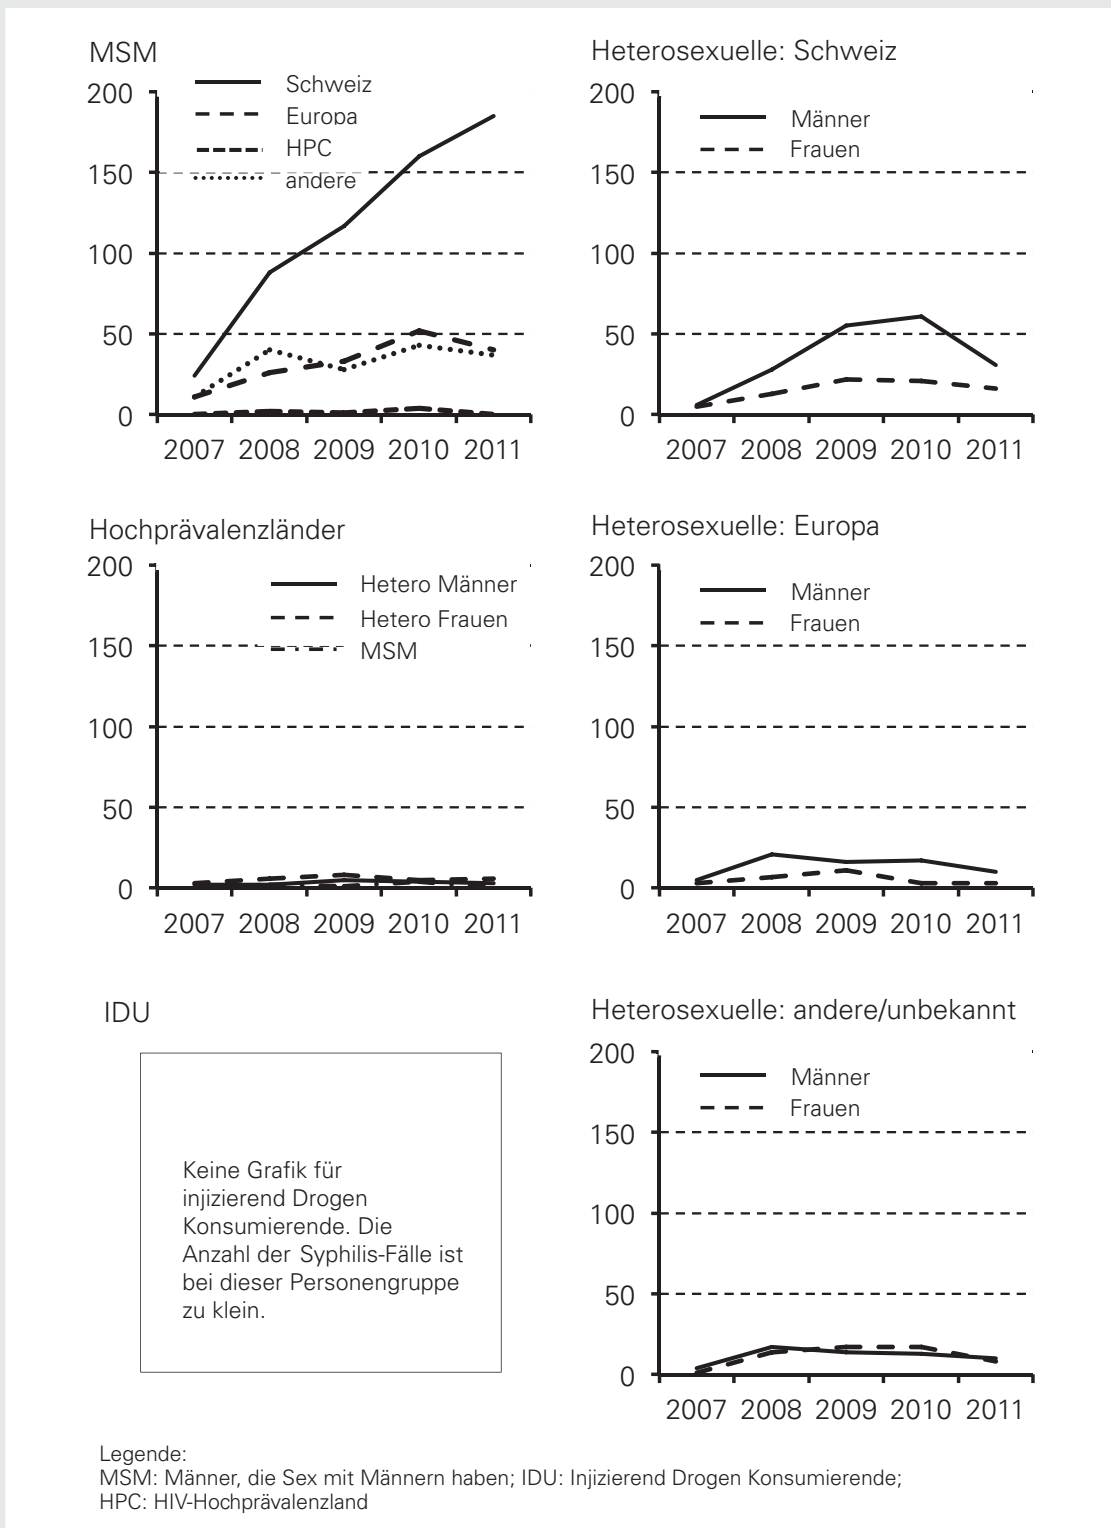 MSM
Schweiz
Europa
HPC
andere
200
150
100
50
0
2007 2008 2009 2010 2011
Heterosexuelle: Schweiz
Männer
Frauen
200
150
100
50
0
2007 2008 2009 2010 2011
Hochprävalenzländer
Hetero Männer
Hetero Frauen
MSM
200
150
100
50
0
2007 2008 2009 2010 2011
Heterosexuelle: Europa
Männer
Frauen
200
150
100
50
0
2007 2008 2009 2010 2011
IDU
Keine Grafik für
injizierend Drogen
Konsumierende. Die
Anzahl der Syphilis-Fälle ist
bei dieser Personengruppe
zu klein.
Heterosexuelle: andere/unbekannt
Männer
Frauen
200
150
100
50
0
2007 2008 2009 2010 2011
Legende:
MSM: Männer, die Sex mit Männern haben; IDU: Injizierend Drogen Konsumierende;
HPC: HIV-Hochprävalenzland